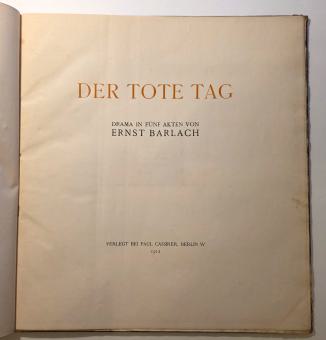 DER TOTE TAG
DRAMA IN FÜNF AKTEN VON
ERNST BARLACH
VERLEGT BEI PAUL CASSIRER, BERLIN W
1912